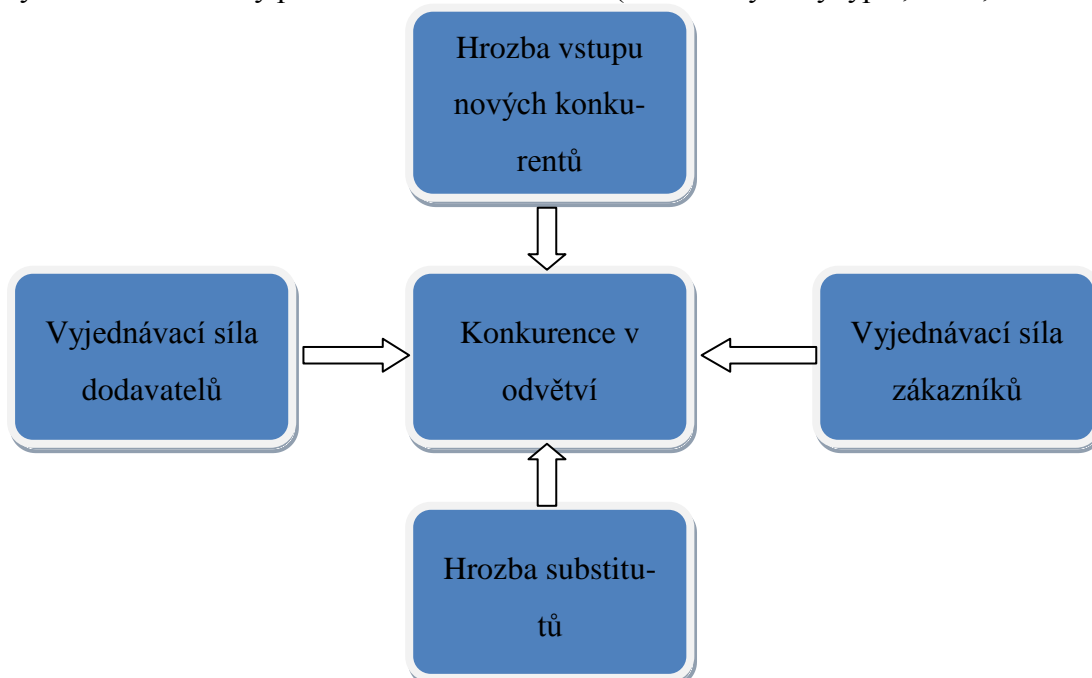 Hrozba vstupu
nových konku-
rentů
Vyjednávací síla
dodavatelů
Konkurence v
odvětví
Vyjednávací síla
zákazníků
Hrozba substitu-
tů